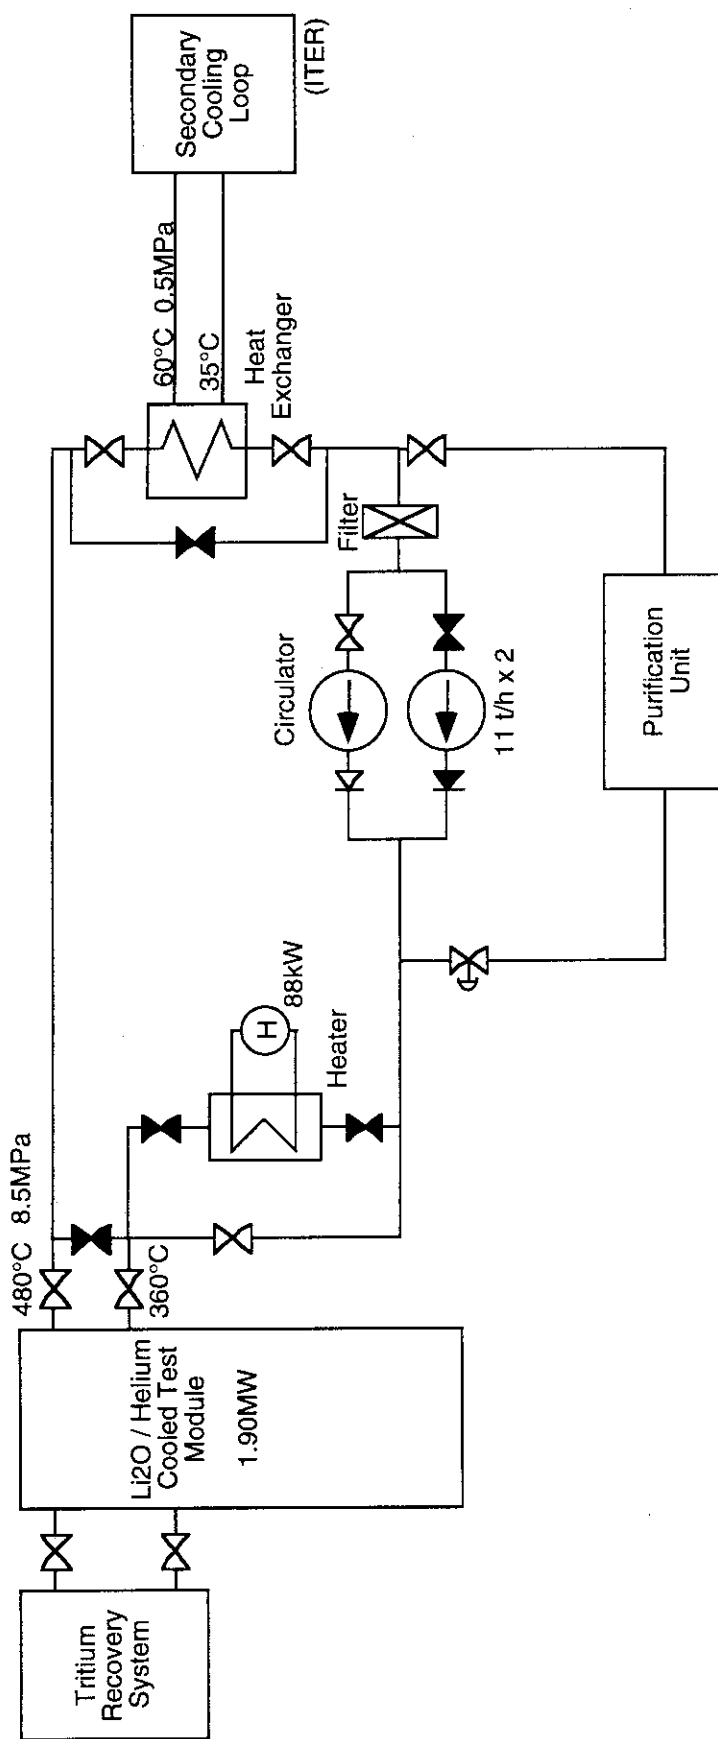 Tritium
Recovery
System
Li2O / Helium
Cooled Test
Module
1.90MW
480°C 8.5MPa
360°C
H
88kW
Heater
Circulator
11 t/h x 2
Filter
Purification
Unit
60°C 0.5MPa
35°C
Heat
Exchanger
Secondary
Cooling
Loop
(ITER)